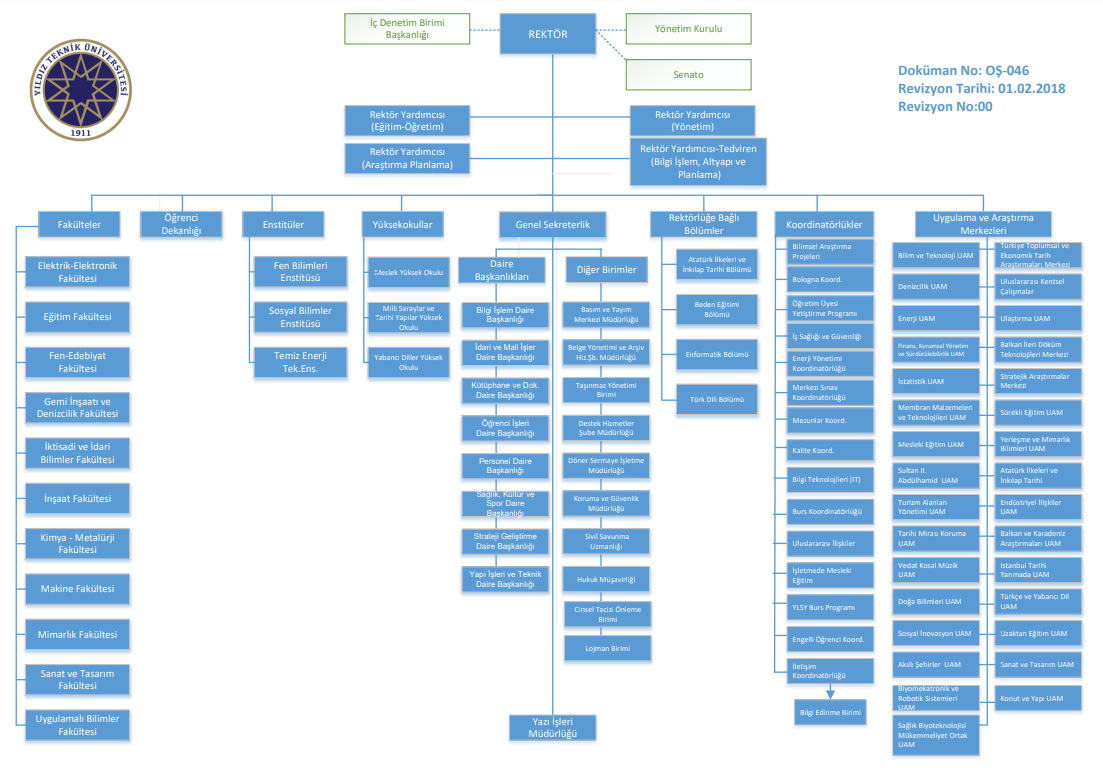 İç Denetim Birimi
Başkanlığı
REKTÖR
Yönetim Kurulu
Senato
YILDIZ TEKNİK ÜNİVERSİTESİ
1911
Doküman No: OŞ-046
Revizyon Tarihi: 01.02.2018
Revizyon No:00
Rektör Yardımcısı
(Eğitim-Öğretim)
Rektör Yardımcısı
(Yönetim)
Rektör Yardımcısı
(Araştırma Planlama)
Rektör Yardımcısı-Tedviren
(Bilgi İşlem, Altyapı ve
Planlama)
Fakülteler
Elektrik-Elektronik
Fakültesi
Eğitim Fakültesi
Fen-Edebiyat
Fakültesi
Gemi İnşaatı ve
Denizcilik Fakültesi
İktisadi ve İdari
Bilimler Fakültesi
İnşaat Fakültesi
Kimya - Metalürji
Fakültesi
Makine Fakültesi
Mimarlık Fakültesi
Sanat ve Tasarım
Fakültesi
Uygulamalı Bilimler
Fakültesi
Öğrenci
Dekanlığı
Enstitüler
Fen Bilimleri
Enstitüsü
Sosyal Bilimler
Enstitüsü
Temiz Enerji
Tek.Ens.
Yüksekokullar
Meslek Yüksek Okulu
Milli Saraylar ve
Tarihi Yapılar Yüksek
Okulu
Yabancı Diller Yüksek
Okulu
Genel Sekreterlik
Daire
Başkanlıkları
Bilgi İşlem Daire
Başkanlığı
İdari ve Mali İşler
Daire Başkanlığı
Kütüphane ve Dok.
Daire Başkanlığı
Öğrenci İşleri
Daire Başkanlığı
Personel Daire
Başkanlığı
Sağlık, Kültür ve
Spor Daire
Başkanlığı
Strateji Geliştirme
Daire Başkanlığı
Yapı İşleri ve Teknik
Daire Başkanlığı
Diğer Birimler
Basım ve Yayım
Merkezi Müdürlüğü
Belge Yönetimi ve Arşiv
Hiz.Şb. Müdürlüğü
Taşınmaz Yönetimi
Birimi
Destek Hizmetler
Şube Müdürlüğü
Döner Sermaye İşletme
Müdürlüğü
Koruma ve Güvenlik
Müdürlüğü
Sivil Savunma
Uzmanlığı
Hukuk Müşavirliği
Cinsel Tacizi Önleme
Birimi
Lojman Birimi
Yazı İşleri
Müdürlüğü
Rektörlüğe Bağlı
Bölümler
Atatürk İlkeleri ve
İnkılap Tarihi Bölümü
Beden Eğitimi
Bölümü
Enformatik Bölümü
Türk Dili Bölümü
Koordinatörlükler
Bilimsel Araştırma
Projeleri
Bologna Koord.
Öğretim Üyesi
Yetiştirme Programı
İş Sağlığı ve Güvenliği
Enerji Yönetimi
Koordinatörlüğü
Merkezi Sınav
Koordinatörlüğü
Mezunlar Koord.
Kalite Koord.
Bilgi Teknolojileri (IT)
Burs Koordinatörlüğü
Uluslararası İlişkiler
İşletmede Mesleki
Eğitim
YLSY Burs Programı
Engelli Öğrenci Koord.
İletişim
Koordinatörlüğü
Bilgi Edinme Birimi
Uygulama ve Araştırma
Merkezleri
Bilim ve Teknoloji UAM
Denizcilik UAM
Enerji UAM
Finans, Kurumsal Yönetim
ve Sürdürülebilirlik UAM
İstatistik UAM
Membran Malzemeleri
ve Teknolojileri UAM
Mesleki Eğitim UAM
Sultan II.
Abdülhamid UAM
Turizm Alanları
Yönetimi UAM
Tarihi Mirası Koruma
UAM
Vedat Kosal Müzik
UAM
Doğa Bilimleri UAM
Sosyal İnovasyon UAM
Akıllı Şehirler UAM
Biyomekatronik ve
Robotik Sistemleri
UAM
Sağlık Biyoteknolojisi
Mükemmeliyet Ortak
UAM
Türkiye Toplumsal ve
Ekonomik Tarih
Araştırmaları Merkezi
Uluslararası Kentsel
Çalışmalar
Ulaştırma UAM
Balkan İleri Döküm
Teknolojileri Merkezi
Stratejik Araştırmalar
Merkezi
Sürekli Eğitim UAM
Yerleşme ve Mimarlık
Bilimleri UAM
Atatürk İlkeleri ve
İnkılap Tarihi
Endüstriyel İlişkiler
UAM
Balkan ve Karadeniz
Araştırmaları UAM
Istanbul Tarihi
Yarımada UAM
Türkçe ve Yabancı Dil
UAM
Uzaktan Eğitim UAM
Sanat ve Tasarım UAM
Konut ve Yapı UAM